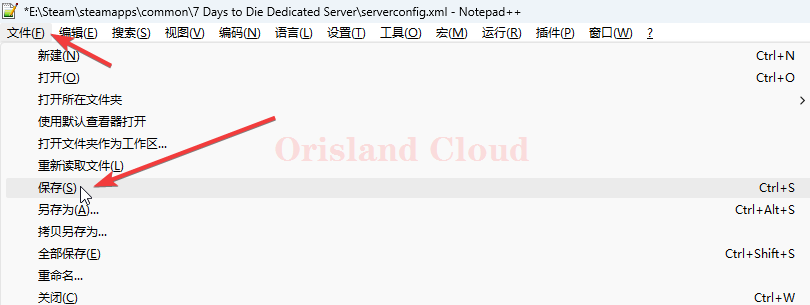 *E:\Steam\steamapps\common\7 Days to Die Dedicated Server\serverconfig.xml - Notepad++
文件(F) 编辑(E) 搜索(S) 视图(V) 编码(N) 语言(L) 设置(T) 工具(O) 宏(M) 运行(R) 插件(P) 窗口(W) ?
新建(N) Ctrl+N
打开(O) Ctrl+O
打开所在文件夹
使用默认查看器打开
打开文件夹作为工作区...
Orisland Cloud
重新读取文件(L)
保存(S) Ctrl+S
另存为(A)... Ctrl+Alt+S
拷贝另存为...
全部保存(E) Ctrl+Shift+S
重命名...
关闭(C) Ctrl+W